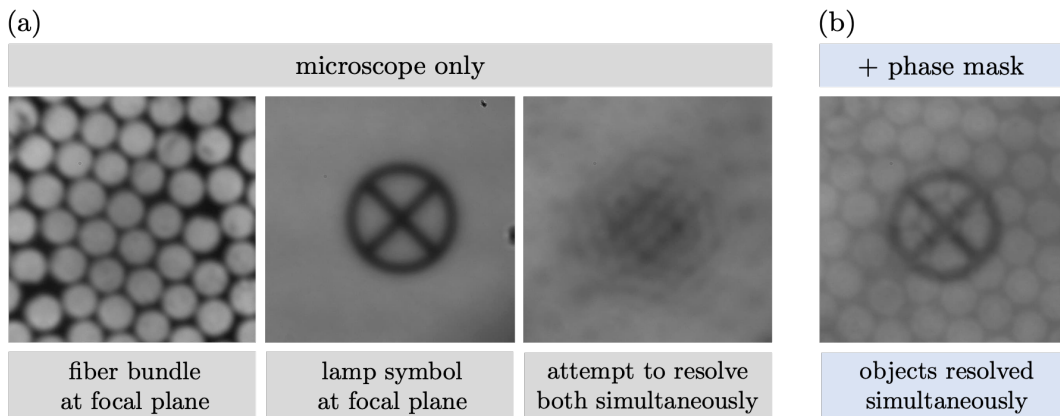 (a)
microscope only
fiber bundle
at focal plane
lamp symbol
at focal plane
attempt to resolve
both simultaneously
(b)
+ phase mask
objects resolved
simultaneously